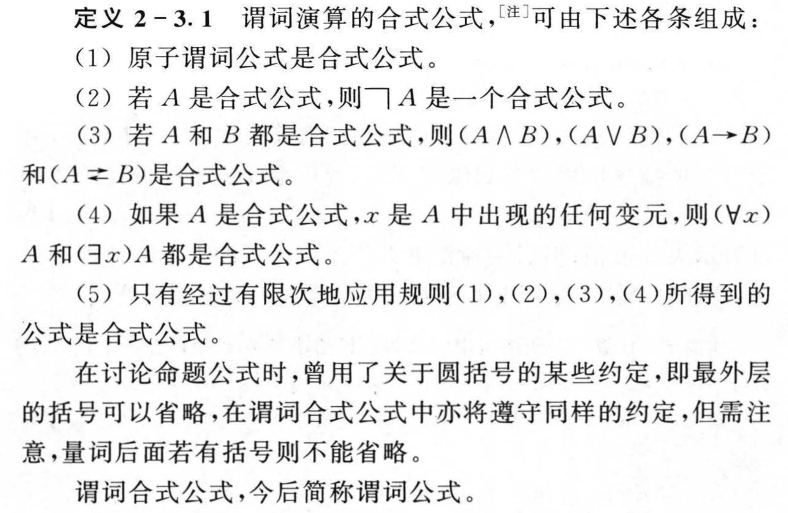 定义 2-3.1 谓词演算的合式公式,[注]可由下述各条组成:
(1) 原子谓词公式是合式公式。
(2) 若 A 是合式公式,则￢A 是一个合式公式。
(3) 若 A 和 B 都是合式公式,则(A∧B),(A∨B),(A→B)
和(A⇄B)是合式公式。
(4) 如果 A 是合式公式,x 是 A 中出现的任何变元,则(∀x)
A 和(∃x)A 都是合式公式。
(5) 只有经过有限次地应用规则(1),(2),(3),(4)所得到的
公式是合式公式。
在讨论命题公式时,曾用了关于圆括号的某些约定,即最外层
的括号可以省略,在谓词合式公式中亦将遵守同样的约定,但需注
意,量词后面若有括号则不能省略。
谓词合式公式,今后简称谓词公式。